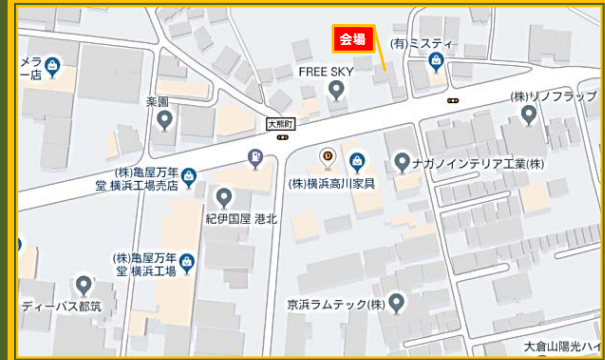 会場
(有)ミスティ
メラ
ー店
FREE SKY
(株)リノフラップ
楽園
大熊町
ナガノインテリア工業(株)
(株)亀屋万年
堂 横浜工場売店
(株)横浜高川家具
紀伊国屋 港北
(株)亀屋万年
堂 横浜工場
ディーバス都筑
京浜ラムテック(株)
大倉山陽光ハイ